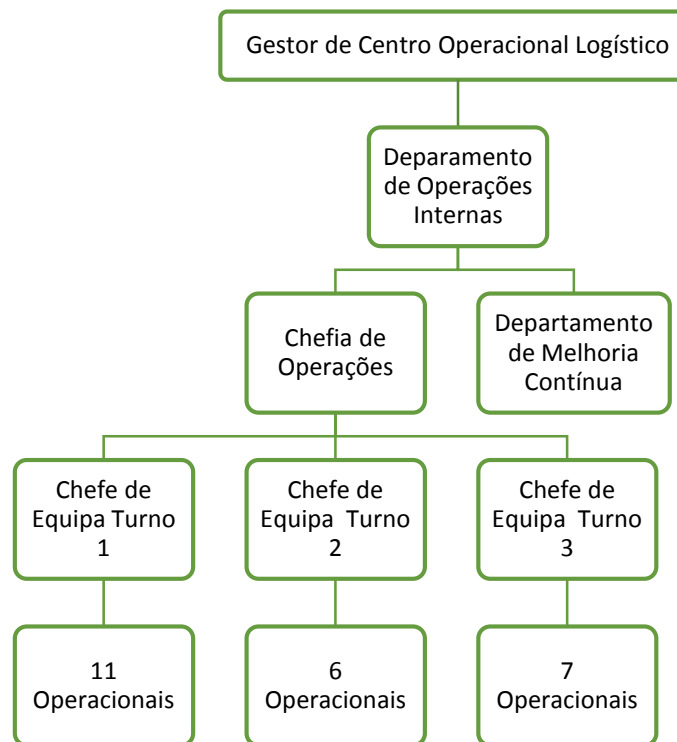 Gestor de Centro Operacional Logístico
Deparamento
de Operações
Internas
Chefia de
Operações
Departamento
de Melhoria
Contínua
Chefe de
Equipa Turno
1
Chefe de
Equipa  Turno
2
Chefe de
Equipa  Turno
3
11
Operacionais
6
Operacionais
7
Operacionais